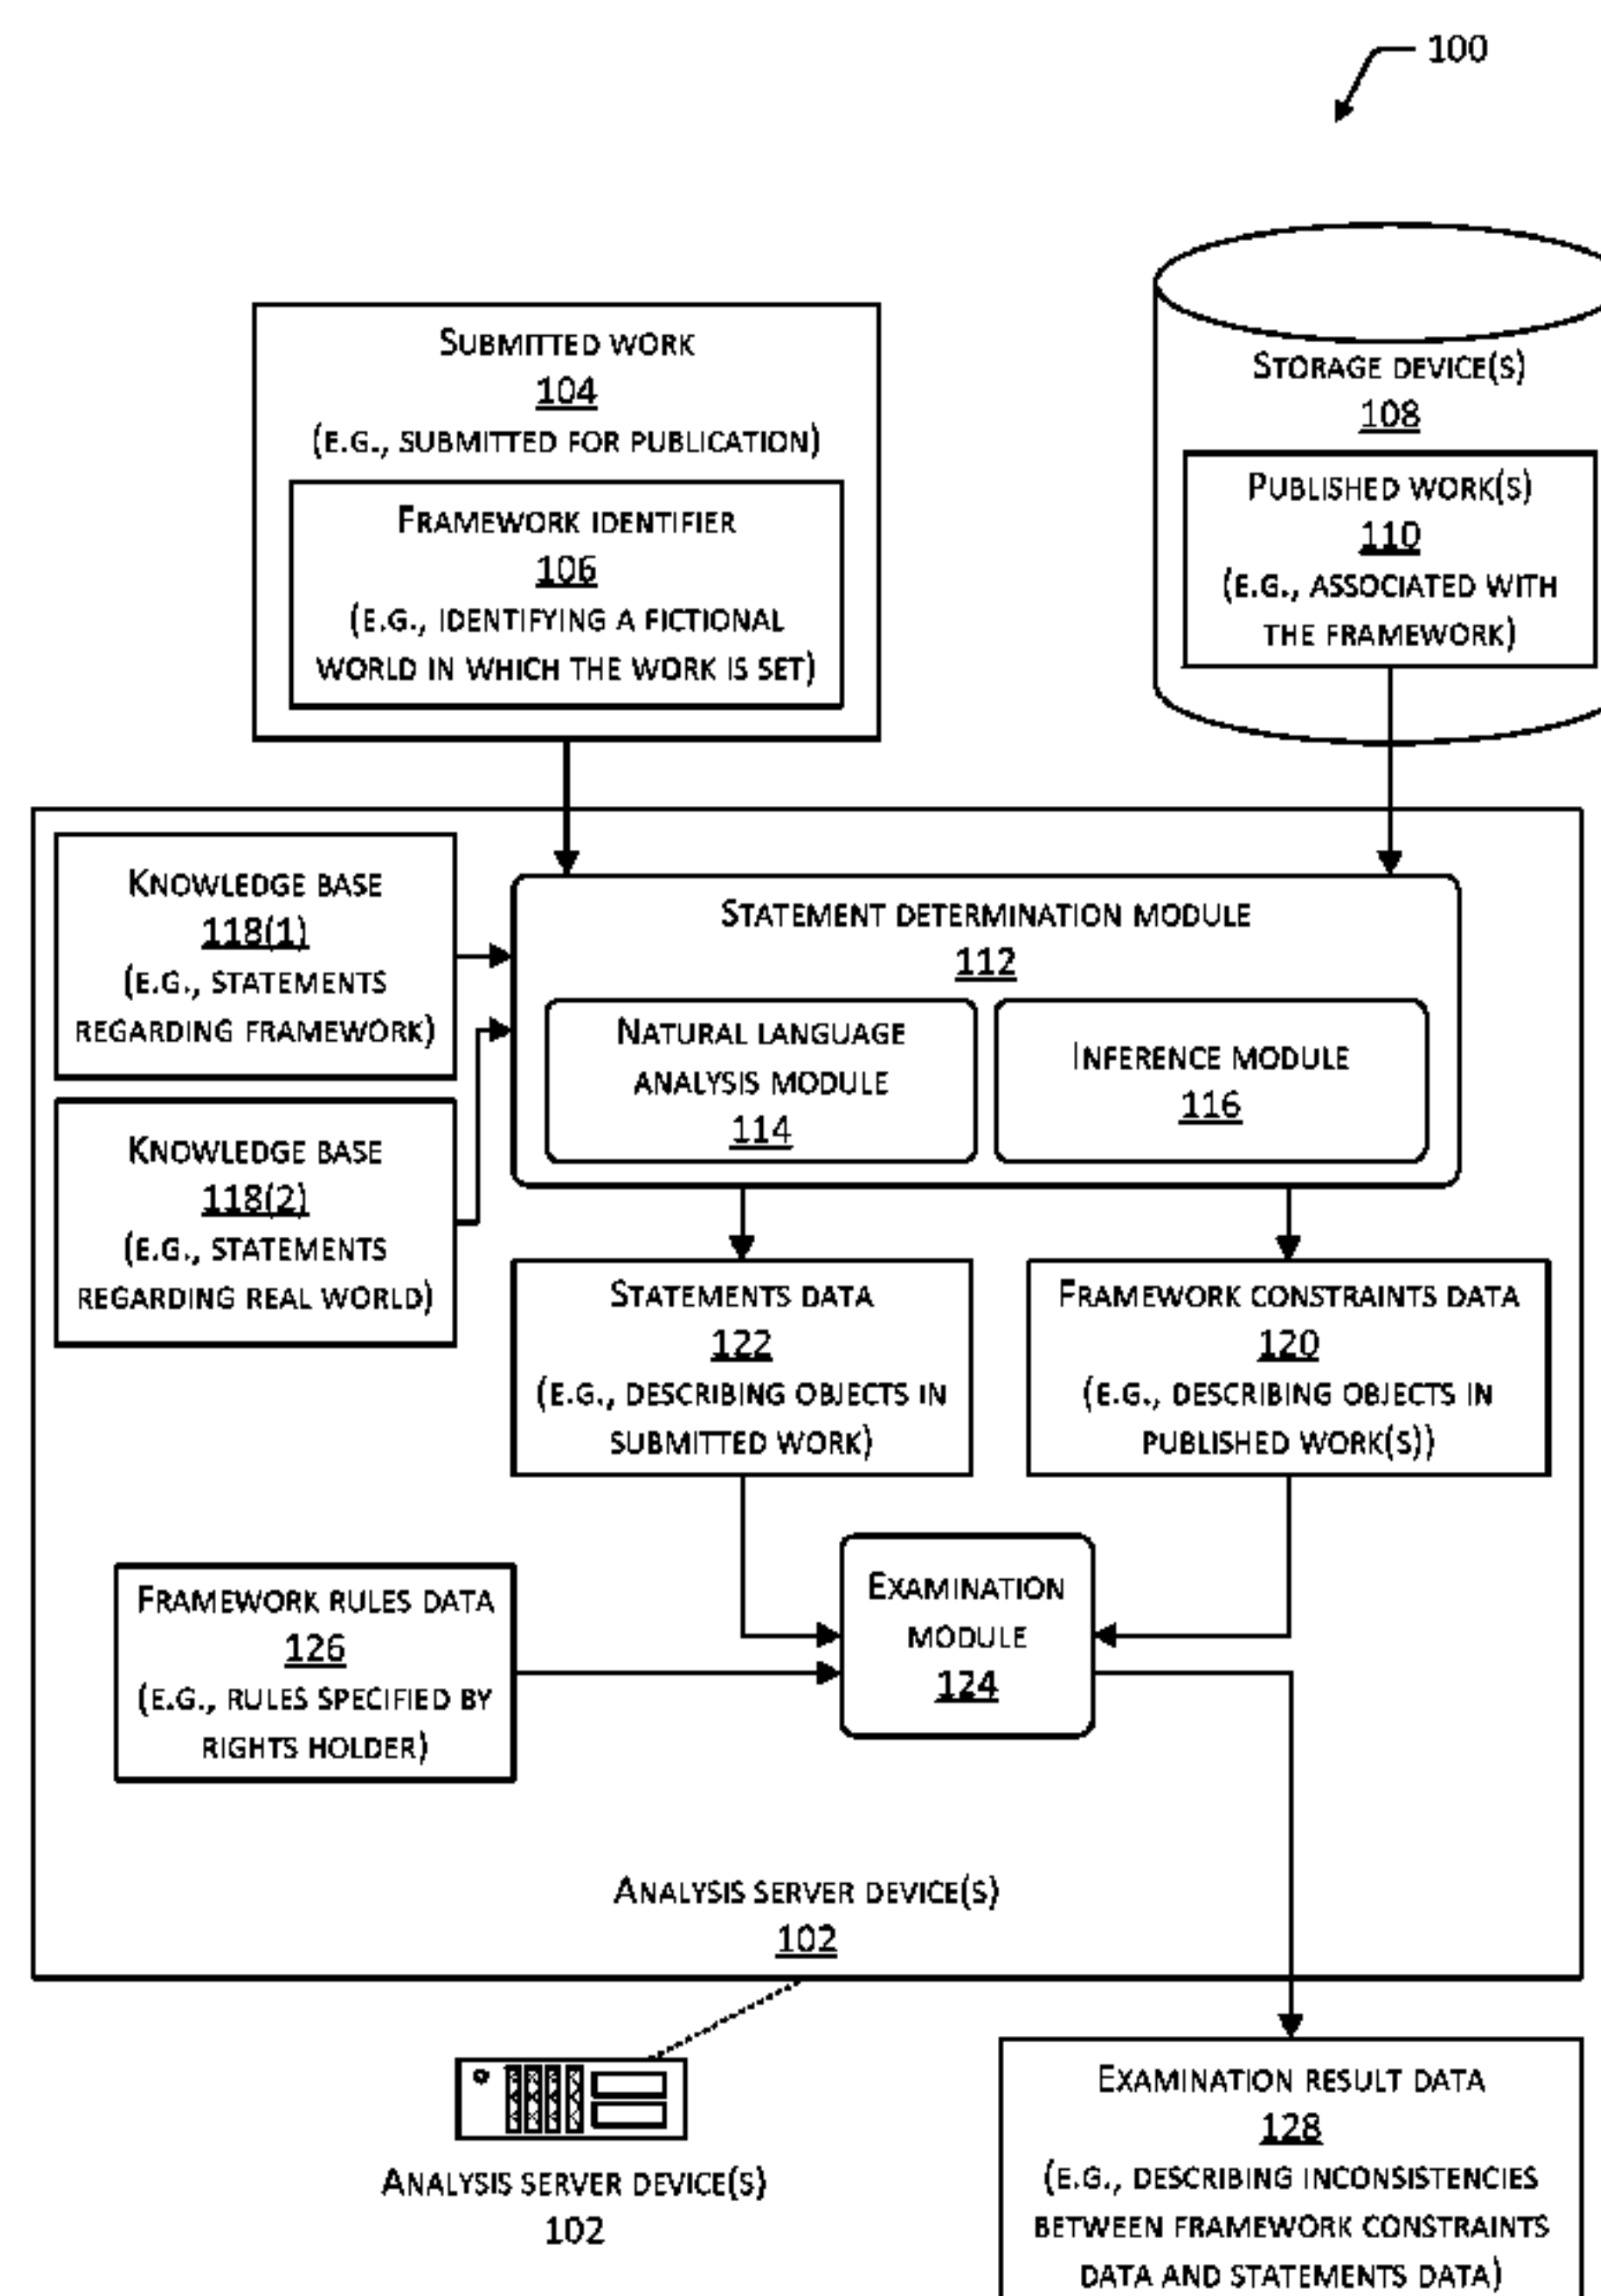 100
SUBMITTED WORK
104
(E.G., SUBMITTED FOR PUBLICATION)
FRAMEWORK IDENTIFIER
106
(E.G., IDENTIFYING A FICTIONAL
WORLD IN WHICH THE WORK IS SET)
STORAGE DEVICE(S)
108
PUBLISHED WORK(S)
110
(E.G., ASSOCIATED WITH
THE FRAMEWORK)
KNOWLEDGE BASE
118(1)
(E.G., STATEMENTS
REGARDING FRAMEWORK)
KNOWLEDGE BASE
118(2)
(E.G., STATEMENTS
REGARDING REAL WORLD)
STATEMENT DETERMINATION MODULE
112
NATURAL LANGUAGE
ANALYSIS MODULE
114
INFERENCE MODULE
116
STATEMENTS DATA
122
(E.G., DESCRIBING OBJECTS IN
SUBMITTED WORK)
FRAMEWORK CONSTRAINTS DATA
120
(E.G., DESCRIBING OBJECTS IN
PUBLISHED WORK(S))
FRAMEWORK RULES DATA
126
(E.G., RULES SPECIFIED BY
RIGHTS HOLDER)
EXAMINATION
MODULE
124
ANALYSIS SERVER DEVICE(S)
102
ANALYSIS SERVER DEVICE(S)
102
EXAMINATION RESULT DATA
128
(E.G., DESCRIBING INCONSISTENCIES
BETWEEN FRAMEWORK CONSTRAINTS
DATA AND STATEMENTS DATA)